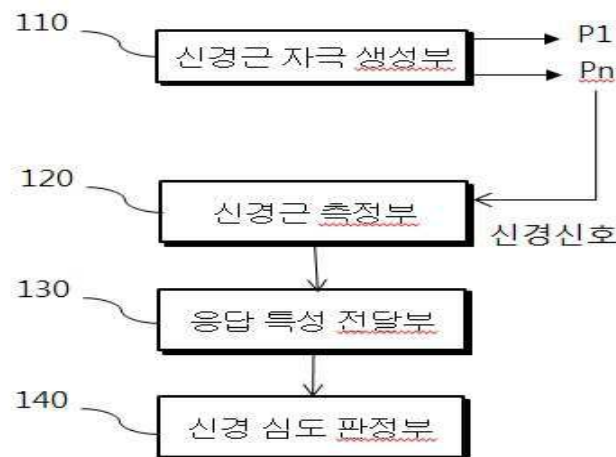 110
신경근 자극 생성부
P1
Pn
120
신경근 측정부
신경신호
130
응답 특성 전달부
140
신경 심도 판정부